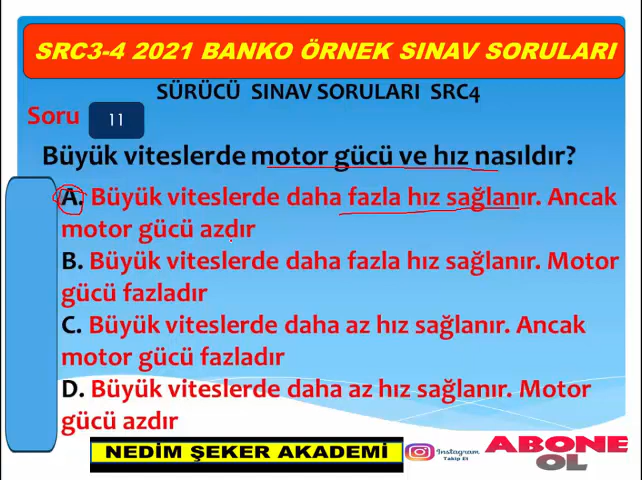 SRC3-4 2021 BANKO ÖRNEK SINAV SORULARI
SÜRÜCÜ SINAV SORULARI SRC4
Soru 11
Büyük viteslerde motor gücü ve hız nasıldır?
A. Büyük viteslerde daha fazla hız sağlanır. Ancak
motor gücü azdır
B. Büyük viteslerde daha fazla hız sağlanır. Motor
gücü fazladır
C. Büyük viteslerde daha az hız sağlanır. Ancak
motor gücü fazladır
D. Büyük viteslerde daha az hız sağlanır. Motor
gücü azdır
NEDİM ŞEKER AKADEMİ
Instagram
Takip Et
ABONE
OL